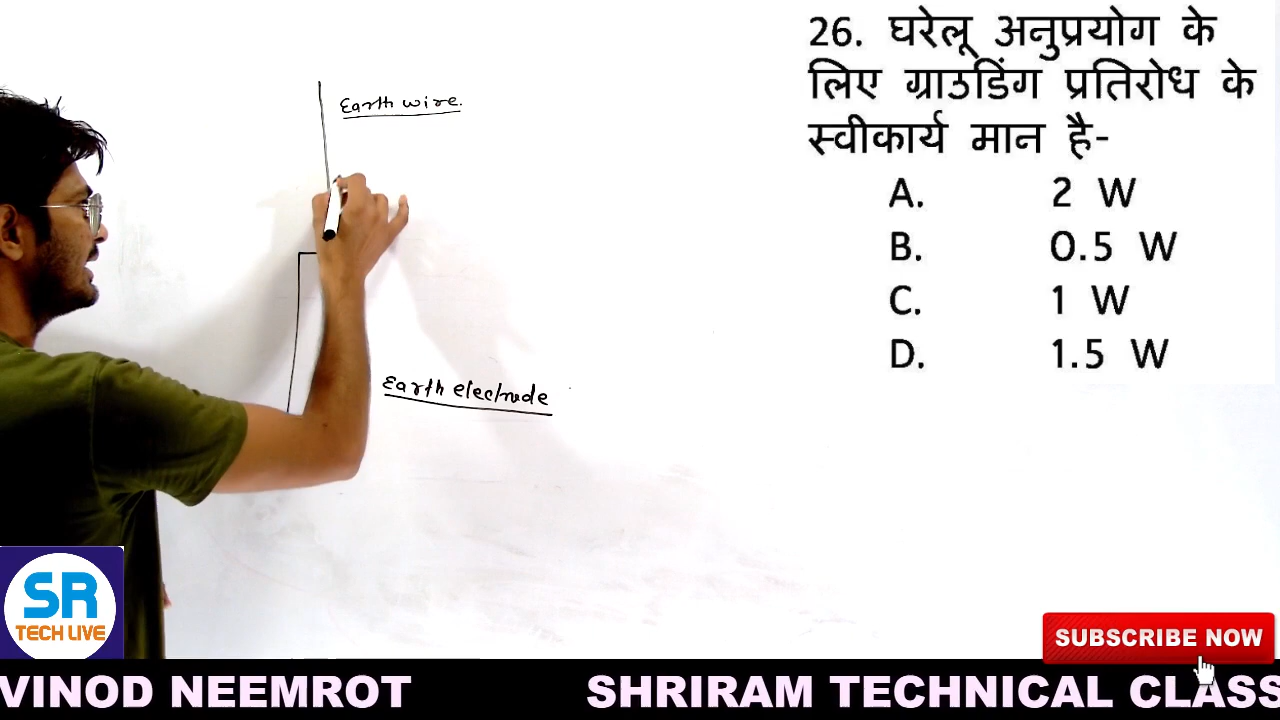 26. घरेलू अनुप्रयोग के
लिए ग्राउडिंग प्रतिरोध के
स्वीकार्य मान है-
A. 2 W
B. 0.5 W
C. 1 W
D. 1.5 W
Earth wire.
Earth electrode
SR
TECH LIVE
SUBSCRIBE NOW
VINOD NEEMROT SHRIRAM TECHNICAL CLASS